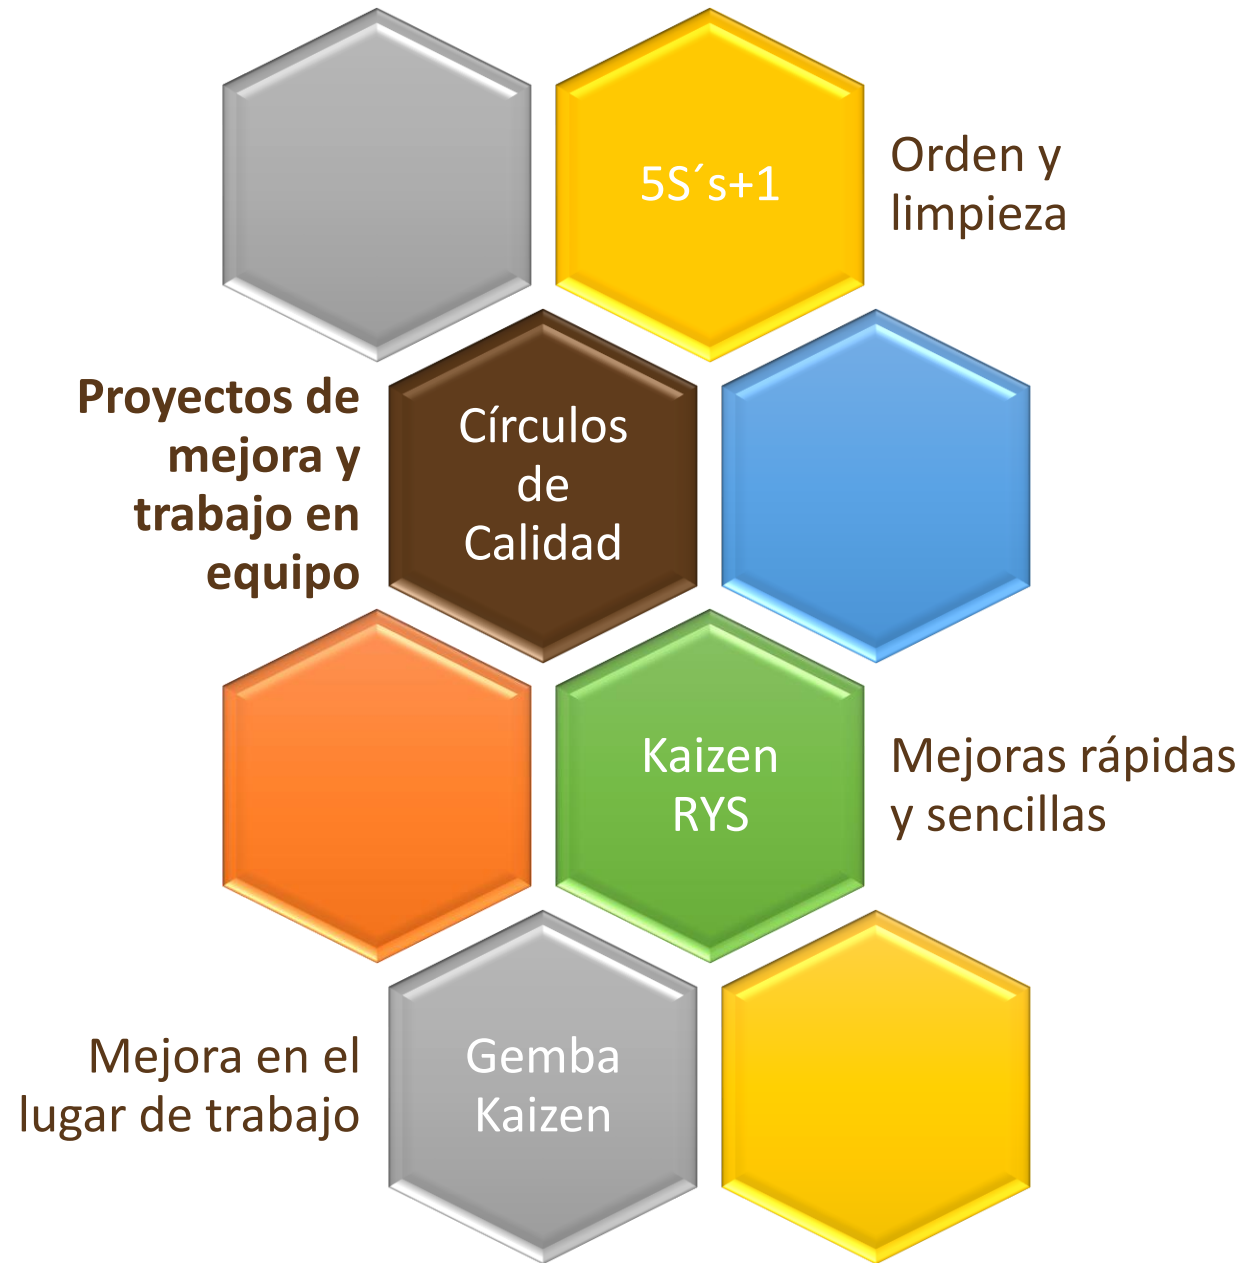 5S´s+1
Orden y
limpieza
Proyectos de
mejora y
trabajo en
equipo
Círculos
de
Calidad
Kaizen
RYS
Mejoras rápidas
y sencillas
Mejora en el
lugar de trabajo
Gemba
Kaizen